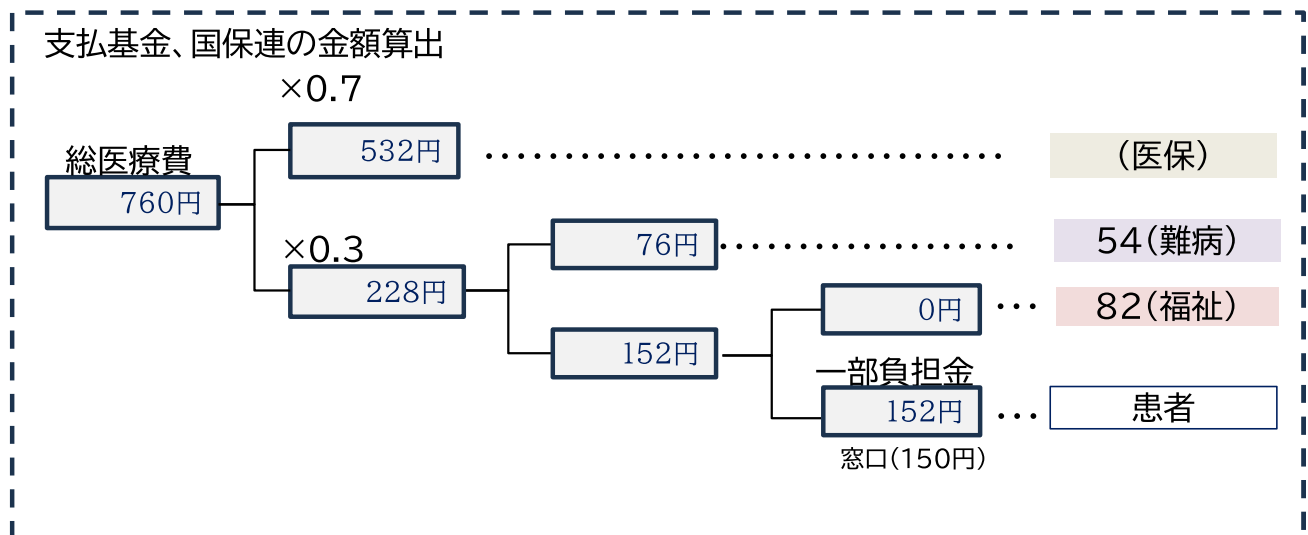 支払基金、国保連の金額算出
×0.7
総医療費
532円
(医保)
760円
×0.3
76円
54(難病)
228円
0円
82(福祉)
152円
一部負担金
152円
患者
窓口(150円)